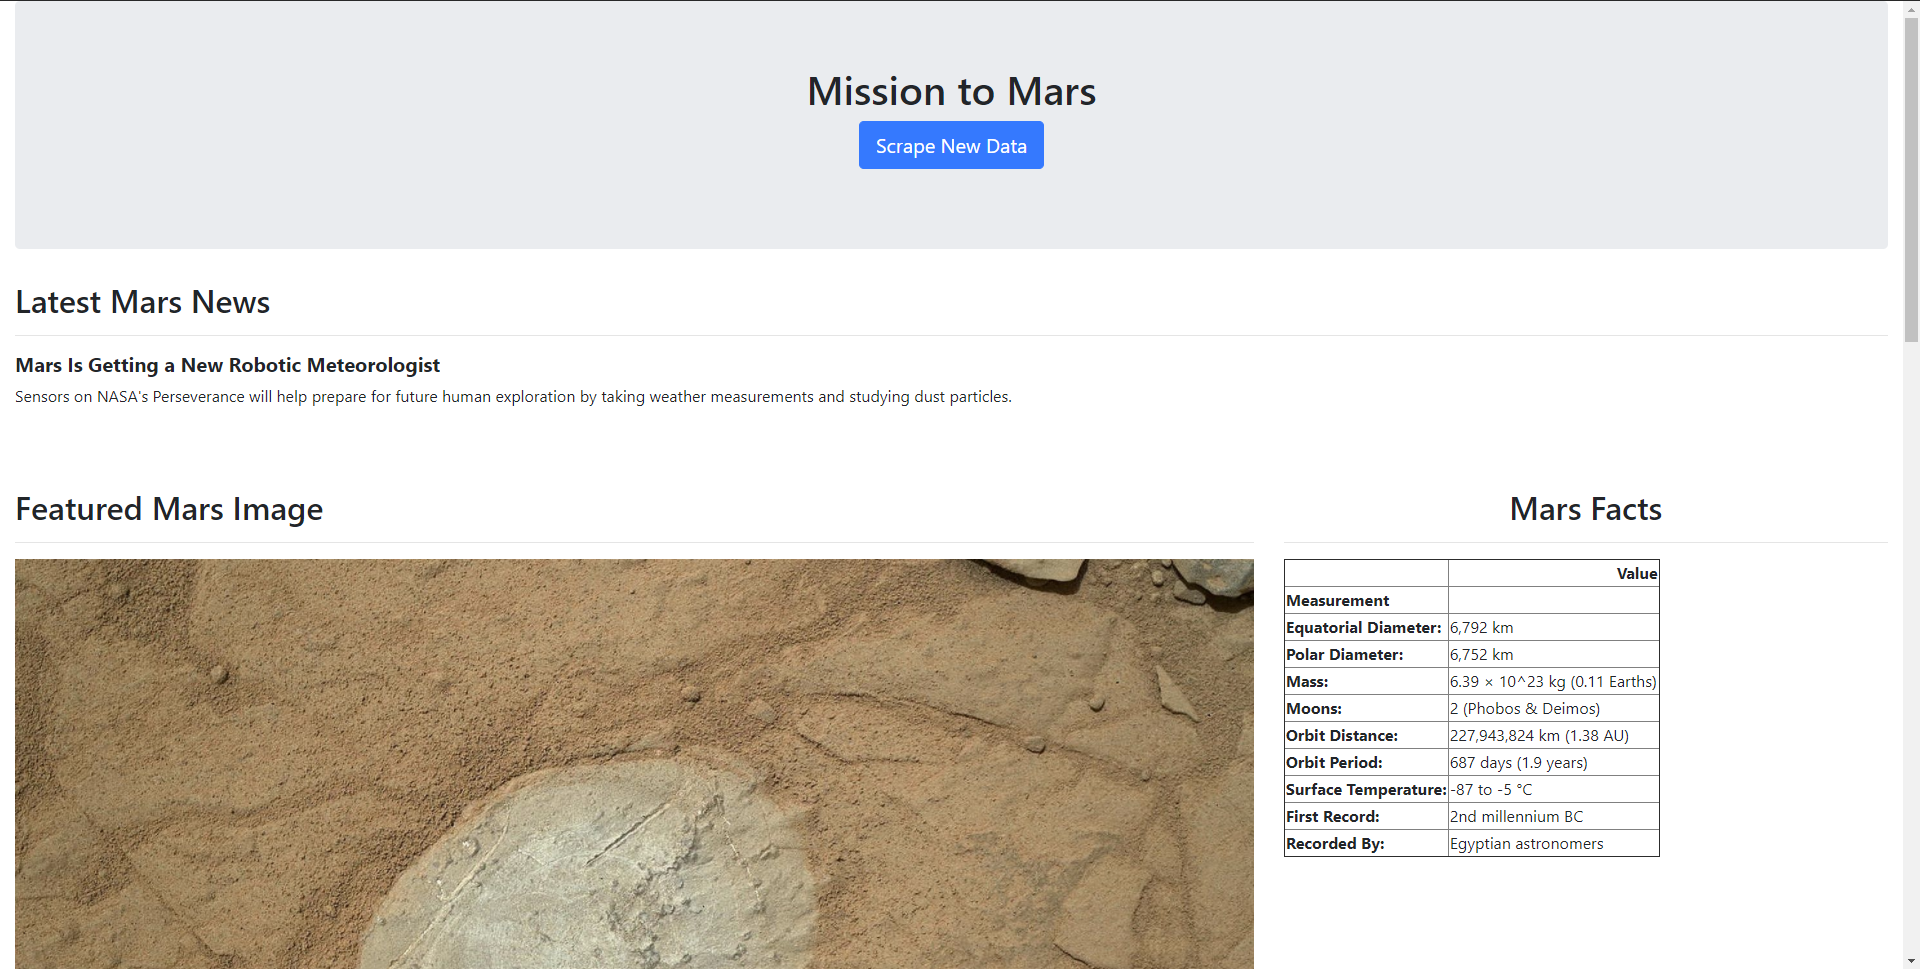 Mission to Mars
Scrape New Data
Latest Mars News
Mars Is Getting a New Robotic Meteorologist
Sensors on NASA's Perseverance will help prepare for future human exploration by taking weather measurements and studying dust particles.
Featured Mars Image
Mars Facts
Value
Measurement
Equatorial Diameter: 6,792 km
Polar Diameter: 6,752 km
Mass: 6.39 × 10^23 kg (0.11 Earths)
Moons: 2 (Phobos & Deimos)
Orbit Distance: 227,943,824 km (1.38 AU)
Orbit Period: 687 days (1.9 years)
Surface Temperature: -87 to -5 °C
First Record: 2nd millennium BC
Recorded By: Egyptian astronomers